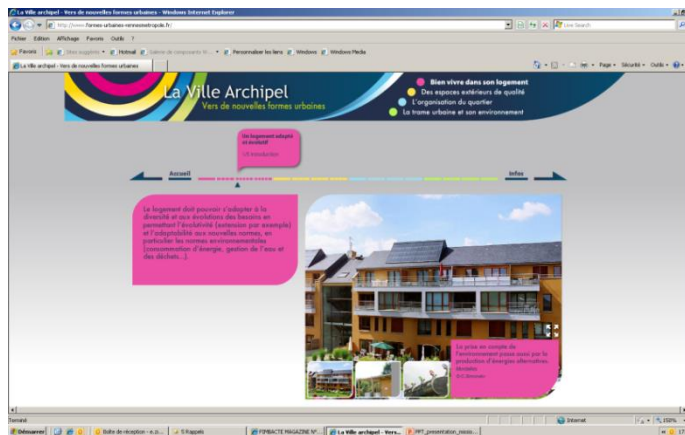 La Ville archipel - Vers de nouvelles formes urbaines - Windows Internet Explorer
http://www.formes-urbaines-rennesmetropole.fr/
Live Search
Fichier Edition Affichage Favoris Outils ?
Favoris
Hotmail
Personnaliser les liens
Windows
Windows Media
La Ville archipel - Vers de nouvelles formes urbaines
Page
Sécurité
Outils
La Ville Archipel
Vers de nouvelles formes urbaines
Bien vivre dans son logement
Des espaces extérieurs de qualité
L'organisation du quartier
La trame urbaine et son environnement
Un logement adapté
et évolutif
Accueil
Infos
Le logement doit pouvoir s'adapter à la
diversité et aux évolutions des besoins en
permettant l'évolutivité (extension par exemple)
et l'adaptabilité aux nouvelles normes, en
particulier les normes environnementales
(consommation d'énergie, gestion de l'eau et
des déchets...).
La prise en compte de
l'environnement passe aussi par la
production d'énergies alternatives.
Terminé
Internet
150%
Démarrer
Boîte de réception - e.p...
5 Rappels
FIMBACTE MAGAZINE N°...
La Ville archipel - Vers...